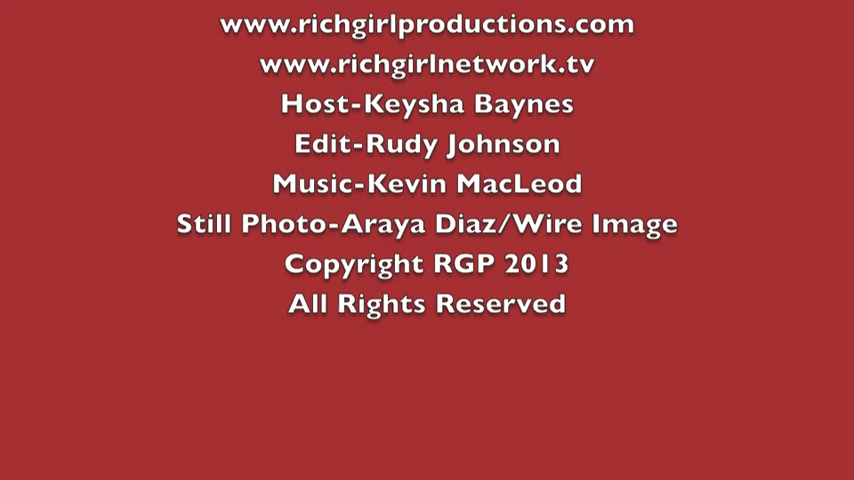 www.richgirlproductions.com
www.richgirlnetwork.tv
Host-Keysha Baynes
Edit-Rudy Johnson
Music-Kevin MacLeod
Still Photo-Araya Diaz/Wire Image
Copyright RGP 2013
All Rights Reserved